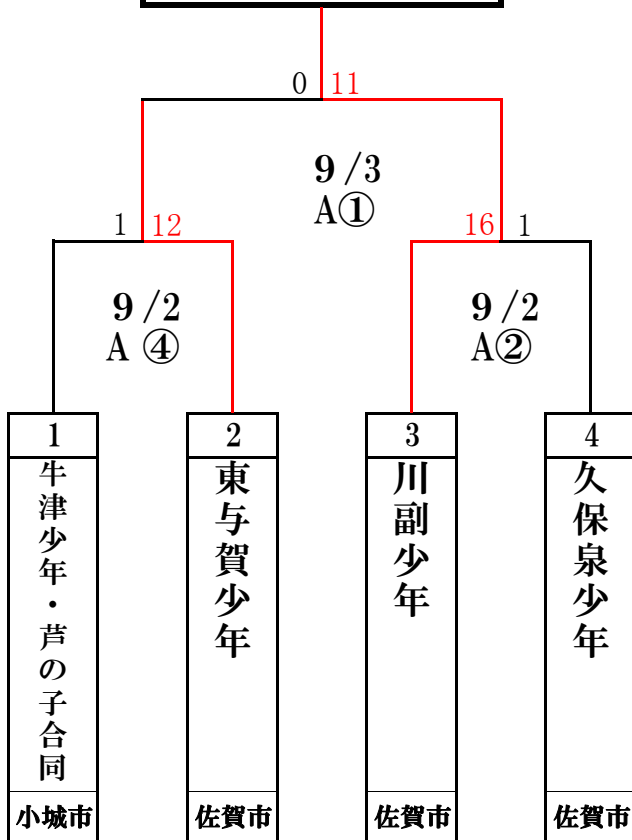 0 11
9/3
A①
1 12
16 1
9/2
A④
9/2
A②
1
牛津少年・芦の子合同
小城市
2
東与賀少年
佐賀市
3
川副少年
佐賀市
4
久保泉少年
佐賀市